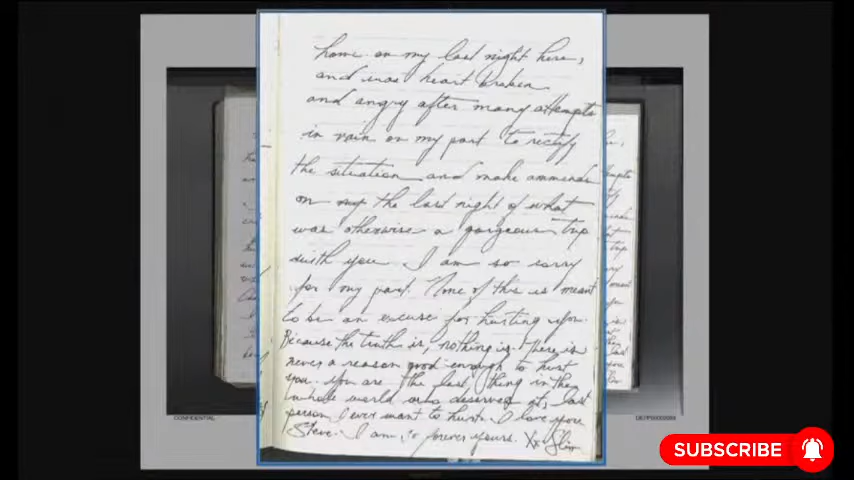 home on my last night here,
and was heart broken
and angry after many attempts
in vain on my part to rectify
the situation and make ammends
on my the last night of what
was otherwise a gorgeous trip
with you. I am so sorry
for my part. None of this is meant
to be an excuse for hurting you.
Because the truth is, nothing is. There is
never a reason good enough to hurt
you. You are the last thing in the
whole world who deserves it, last
person I ever want to hurt. I love you
Steve. I am, so forever yours. Xx Slim
CONFIDENTIAL
SUBSCRIBE